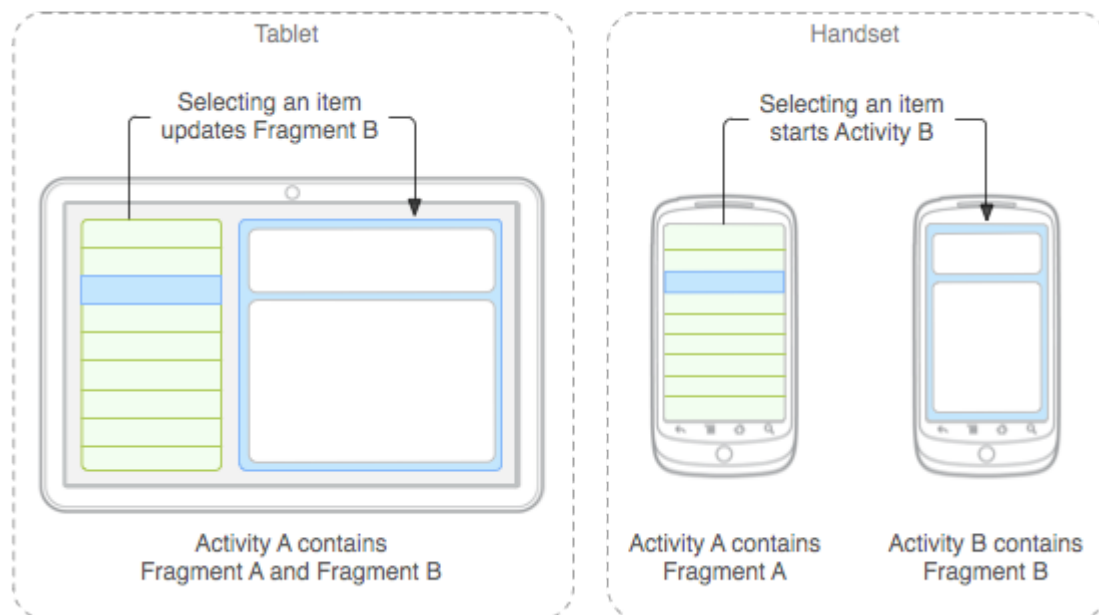 Tablet
Selecting an item
updates Fragment B
Activity A contains
Fragment A and Fragment B
Handset
Selecting an item
starts Activity B
Activity A contains
Fragment A
Activity B contains
Fragment B